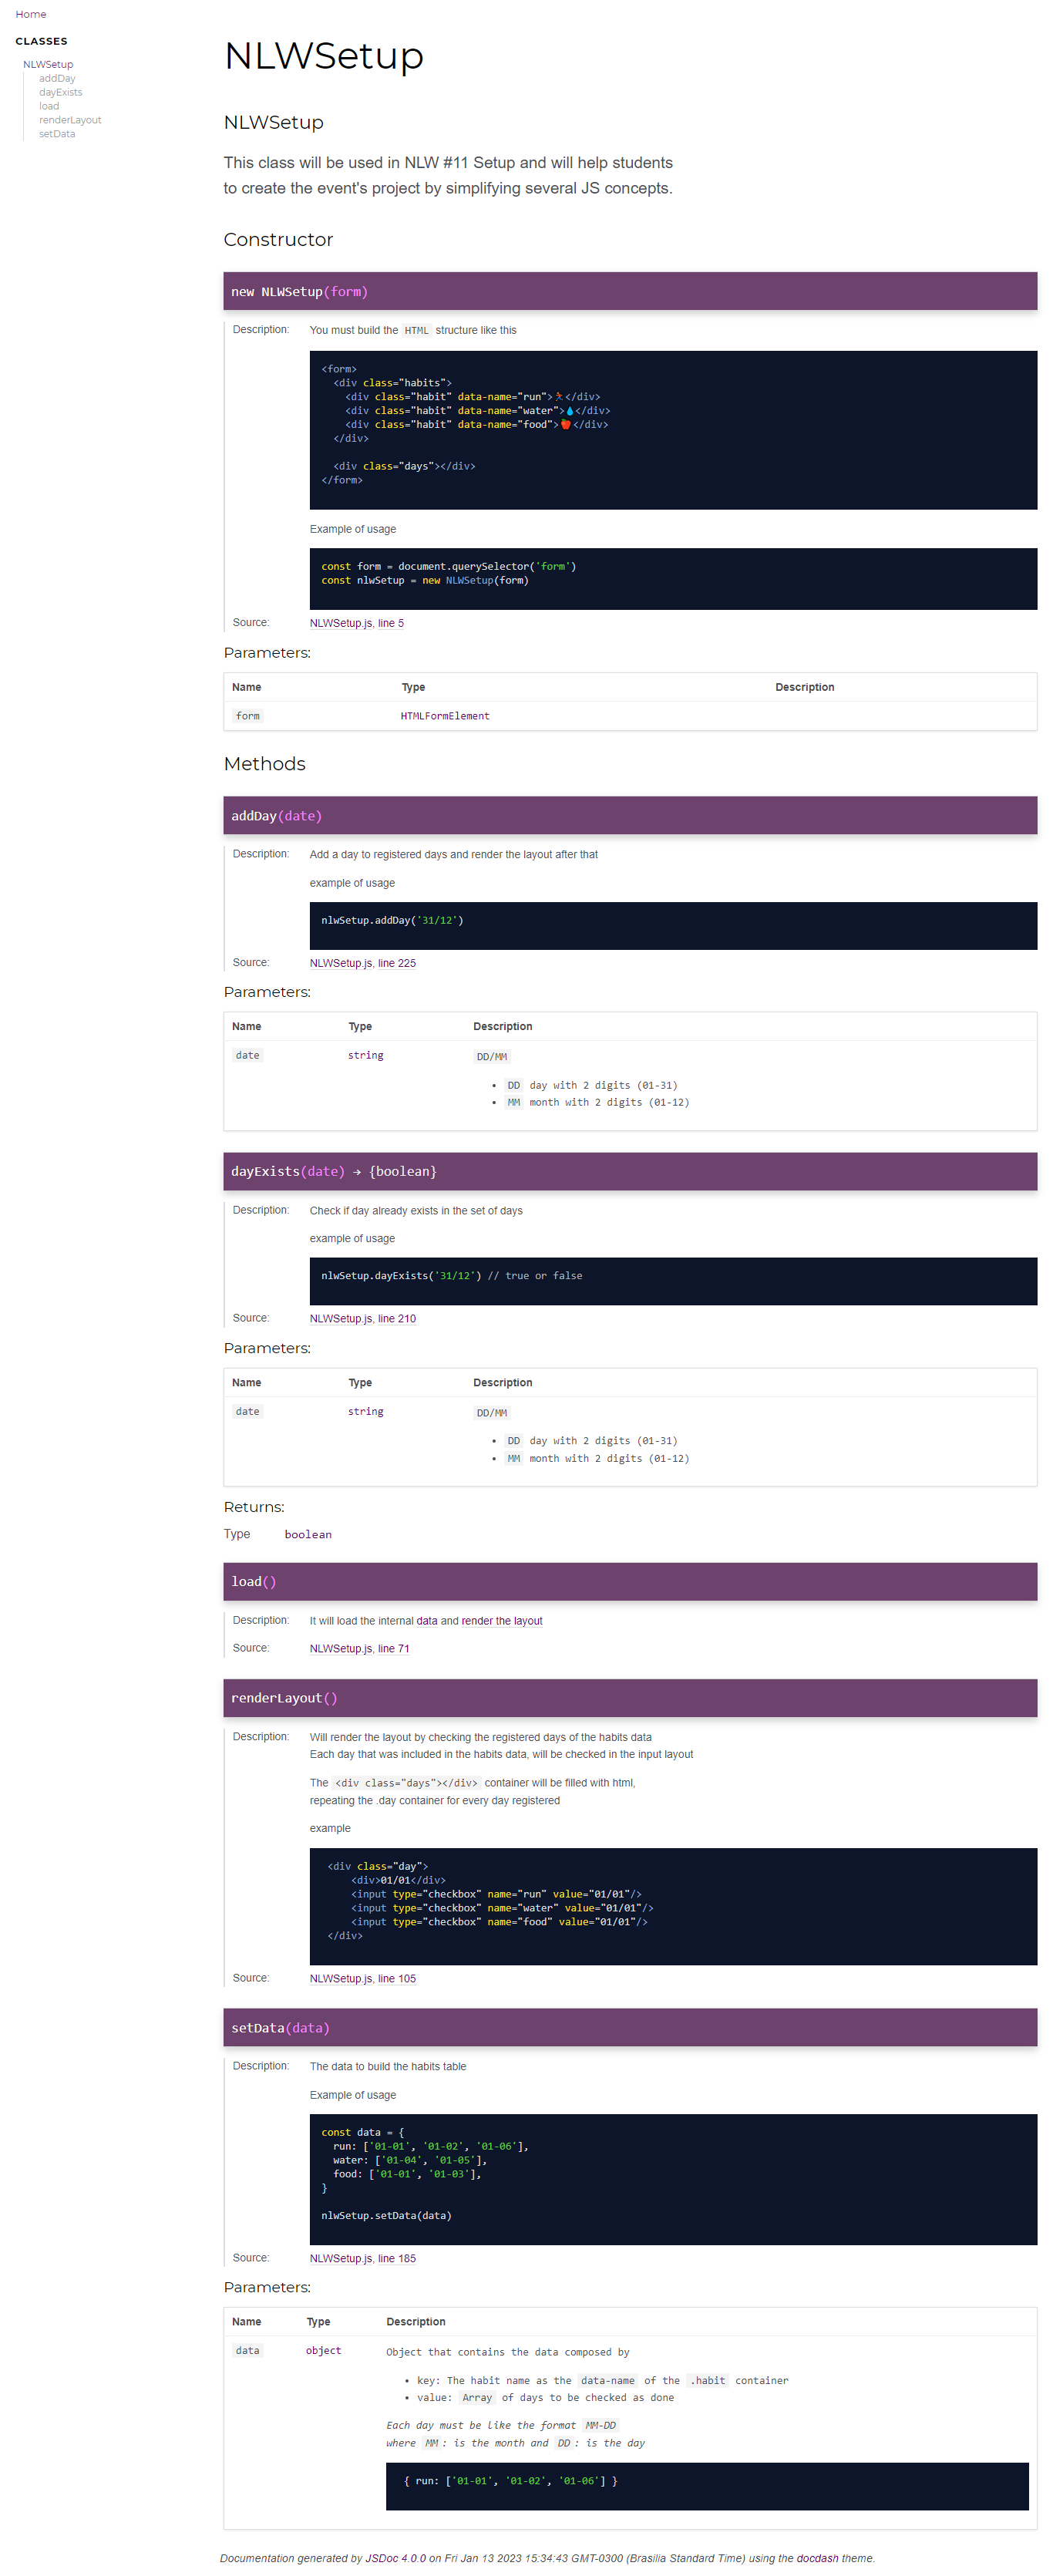 Home
CLASSES
NLWSetup
addDay
dayExists
load
renderLayout
setData
NLWSetup
NLWSetup
This class will be used in NLW #11 Setup and will help students
to create the event's project by simplifying several JS concepts.
Constructor
new NLWSetup(form)
Description: You must build the HTML structure like this
<form>
  <div class="habits">
    <div class="habit" data-name="run">🏃</div>
    <div class="habit" data-name="water">💧</div>
    <div class="habit" data-name="food">🍎</div>
  </div>
  <div class="days"></div>
</form>
Example of usage
const form = document.querySelector('form')
const nlwSetup = new NLWSetup(form)
Source: NLWSetup.js, line 5
Parameters:
Name Type Description
form HTMLFormElement
Methods
addDay(date)
Description: Add a day to registered days and render the layout after that
example of usage
nlwSetup.addDay('31/12')
Source: NLWSetup.js, line 225
Parameters:
Name Type Description
date string DD/MM
• DD day with 2 digits (01-31)
• MM month with 2 digits (01-12)
dayExists(date) → {boolean}
Description: Check if day already exists in the set of days
example of usage
nlwSetup.dayExists('31/12') // true or false
Source: NLWSetup.js, line 210
Parameters:
Name Type Description
date string DD/MM
• DD day with 2 digits (01-31)
• MM month with 2 digits (01-12)
Returns:
Type boolean
load()
Description: It will load the internal data and render the layout
Source: NLWSetup.js, line 71
renderLayout()
Description: Will render the layout by checking the registered days of the habits data
Each day that was included in the habits data, will be checked in the input layout
The <div class="days"></div> container will be filled with html,
repeating the .day container for every day registered
example
<div class="day">
    <div>01/01</div>
    <input type="checkbox" name="run" value="01/01"/>
    <input type="checkbox" name="water" value="01/01"/>
    <input type="checkbox" name="food" value="01/01"/>
</div>
Source: NLWSetup.js, line 105
setData(data)
Description: The data to build the habits table
Example of usage
const data = {
  run: ['01-01', '01-02', '01-06'],
  water: ['01-04', '01-05'],
  food: ['01-01', '01-03'],
}
nlwSetup.setData(data)
Source: NLWSetup.js, line 185
Parameters:
Name Type Description
data object Object that contains the data composed by
• key: The habit name as the data-name of the .habit container
• value: Array of days to be checked as done
Each day must be like the format MM-DD
where MM: is the month and DD: is the day
{ run: ['01-01', '01-02', '01-06'] }
Documentation generated by JSDoc 4.0.0 on Fri Jan 13 2023 15:34:43 GMT-0300 (Brasilia Standard Time) using the docdash theme.